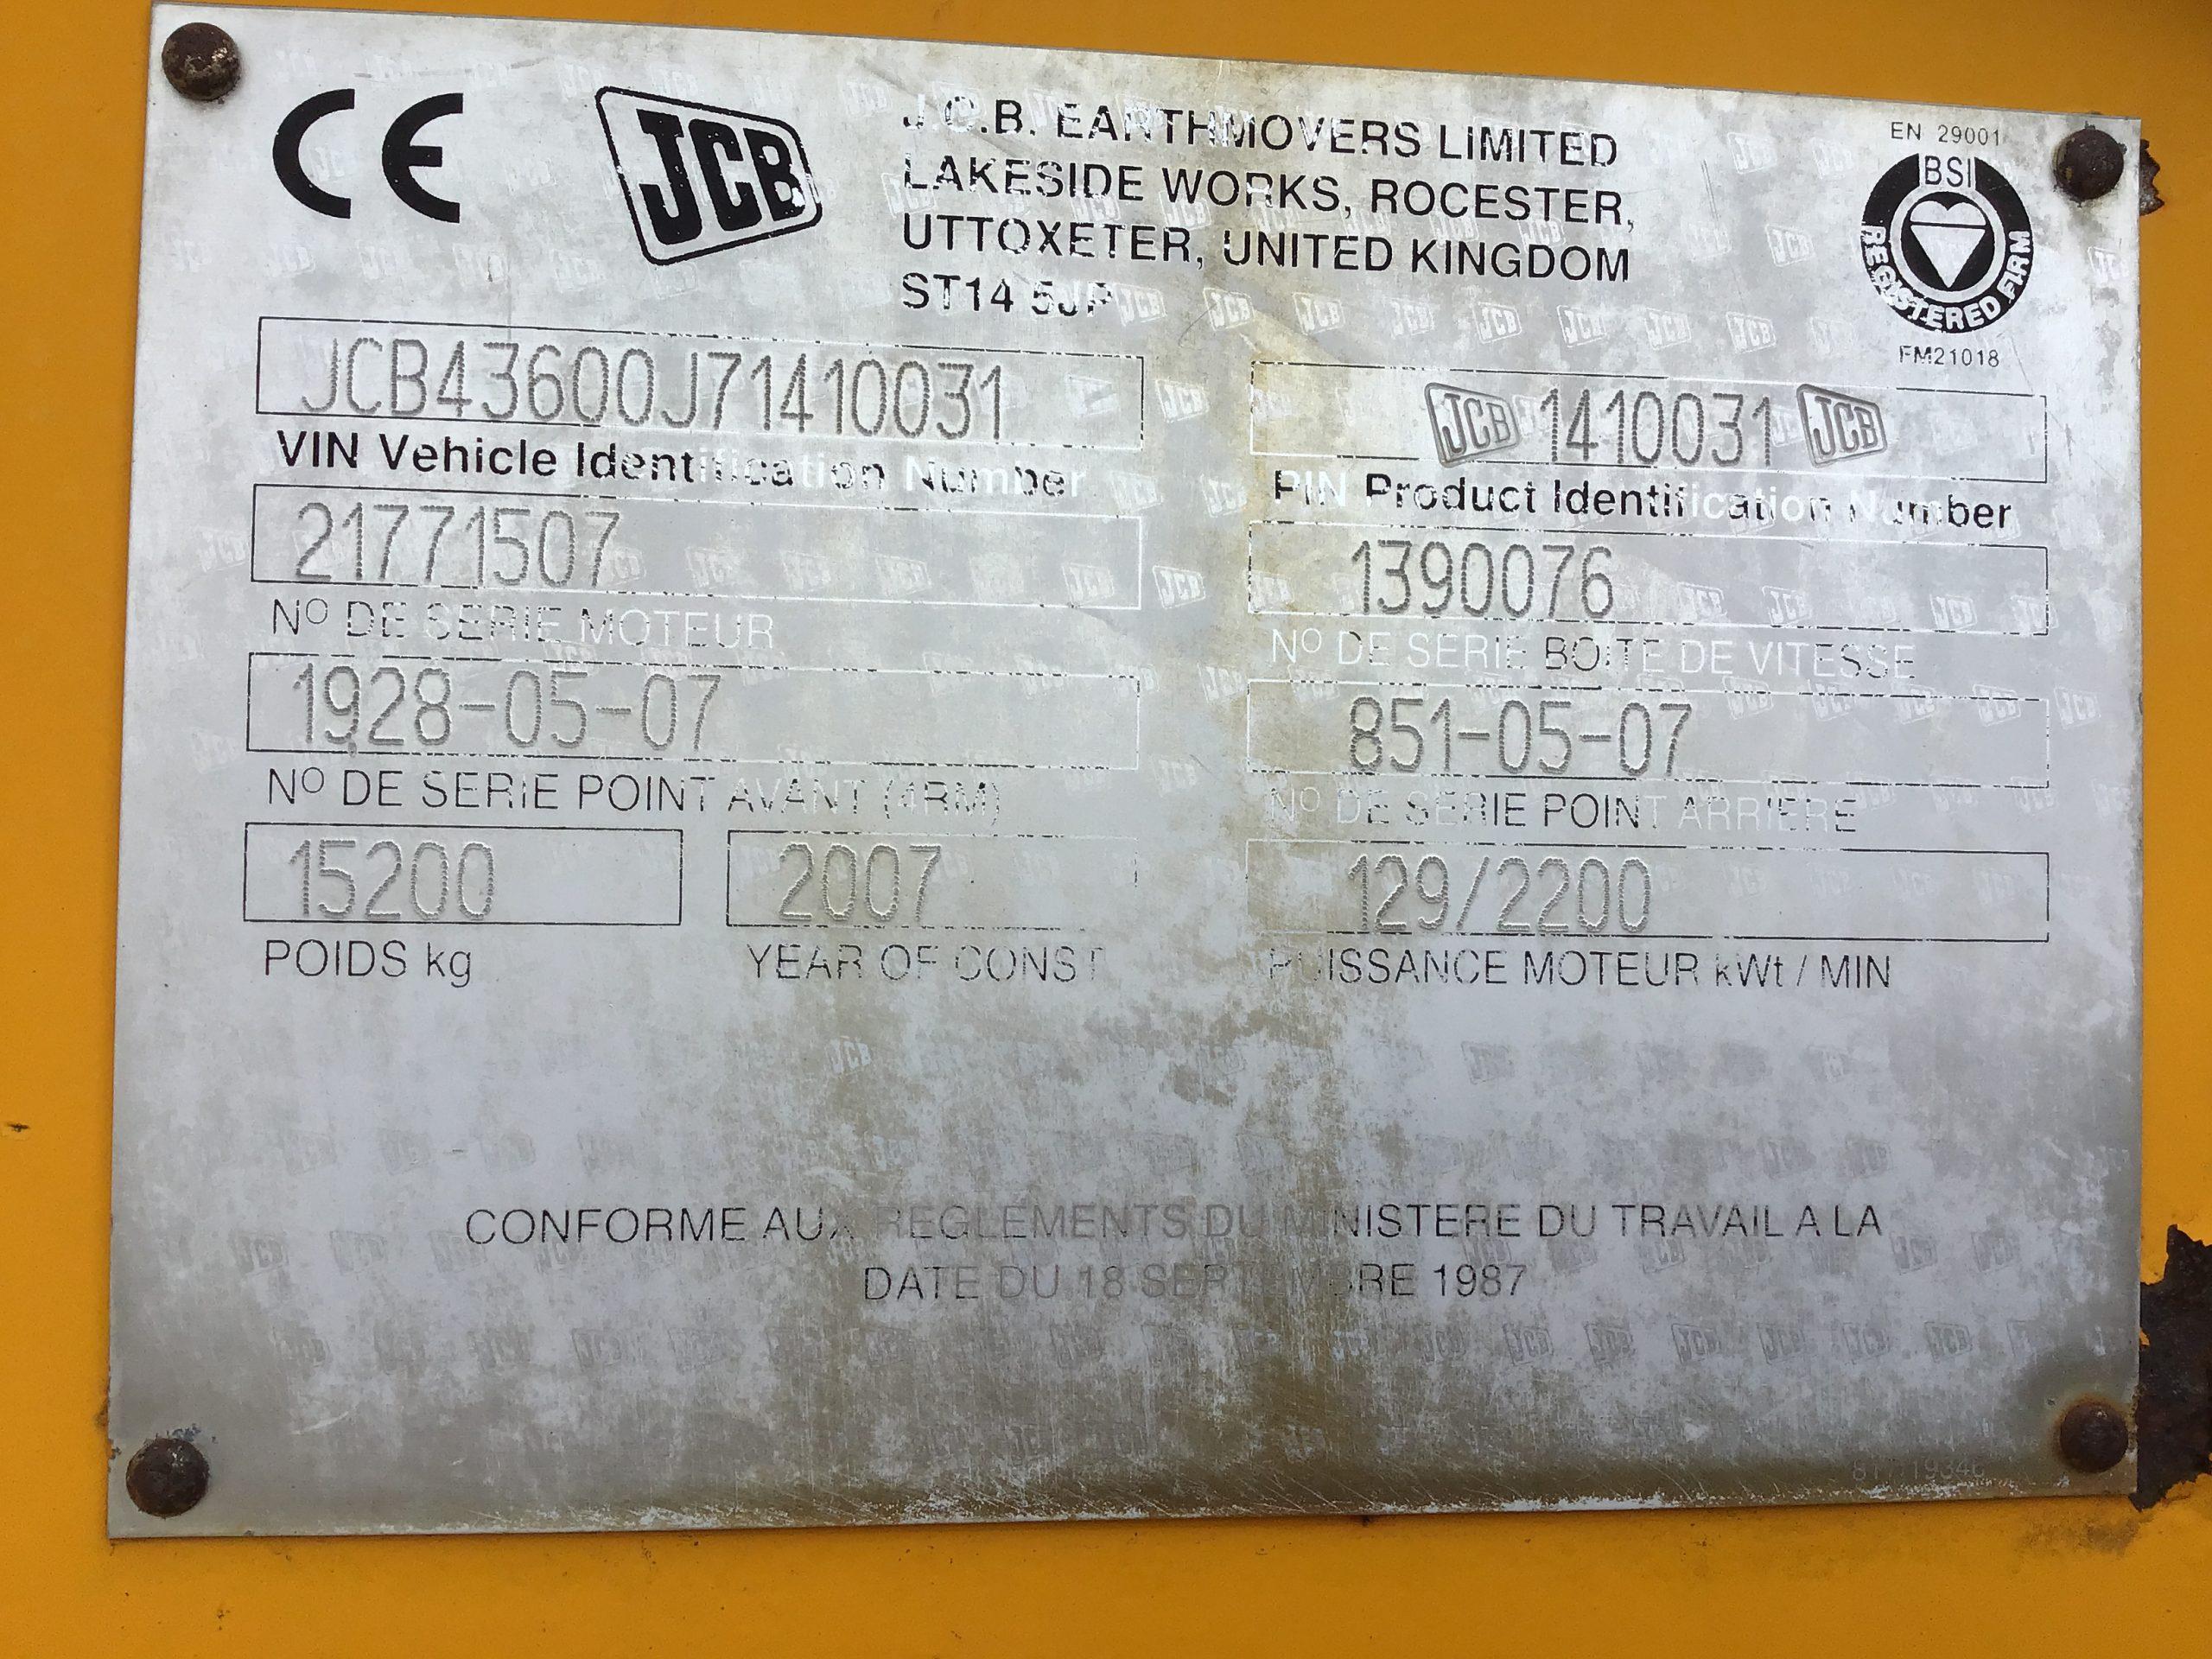 CE
JCB
J.C.B. EARTHMOVERS LIMITED
LAKESIDE WORKS, ROCESTER,
UTTOXETER, UNITED KINGDOM
ST14 5JP
EN 29001
BSI
REGISTERED FIRM
FM21018
JCB43600J71410031
VIN Vehicle Identification Number
JCB 1410031 JCB
PIN Product Identification Number
21771507
Nº DE SERIE MOTEUR
1390076
Nº DE SERIE BOITE DE VITESSE
1928-05-07
Nº DE SERIE POINT AVANT (4RM)
851-05-07
Nº DE SERIE POINT ARRIERE
15200
POIDS kg
2007
YEAR OF CONST
129/2200
PUISSANCE MOTEUR kWt / MIN
CONFORME AUX REGLEMENTS DU MINISTERE DU TRAVAIL A LA
DATE DU 18 SEPTEMBRE 1987